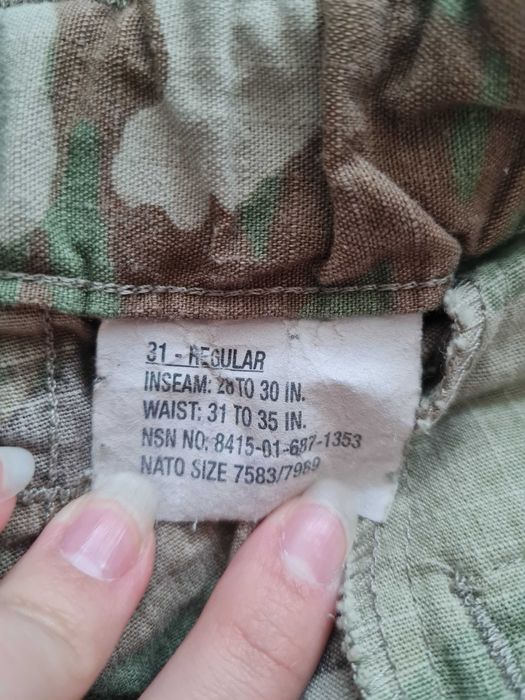 31 - REGULAR
INSEAM: 28 TO 30 IN.
WAIST: 31 TO 35 IN.
NSN NO. 8415-01-687-1353
NATO SIZE 7583/7989